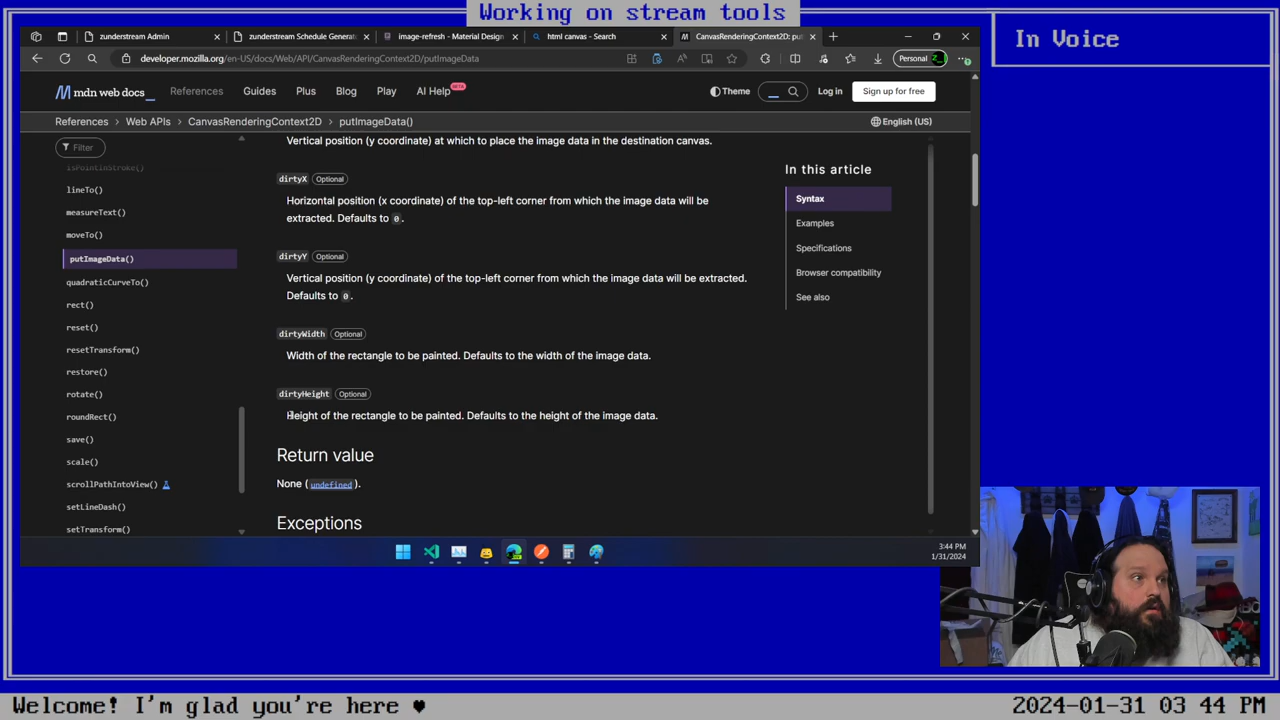 Working on stream tools
zunderstream Admin
zunderstream Schedule Generat
image-refresh - Material Design
html canvas - Search
CanvasRenderingContext2D: put
In Voice
developer.mozilla.org/en-US/docs/Web/API/CanvasRenderingContext2D/putImageData
Personal
mdn web docs_
References
Guides
Plus
Blog
Play
AI Help BETA
Theme
Log in
Sign up for free
References > Web APIs > CanvasRenderingContext2D > putImageData()
English (US)
Filter
isPointInStroke()
lineTo()
measureText()
moveTo()
putImageData()
quadraticCurveTo()
rect()
reset()
resetTransform()
restore()
rotate()
roundRect()
save()
scale()
scrollPathIntoView()
setLineDash()
setTransform()
Vertical position (y coordinate) at which to place the image data in the destination canvas.
dirtyX Optional
Horizontal position (x coordinate) of the top-left corner from which the image data will be
extracted. Defaults to 0.
dirtyY Optional
Vertical position (y coordinate) of the top-left corner from which the image data will be extracted.
Defaults to 0.
dirtyWidth Optional
Width of the rectangle to be painted. Defaults to the width of the image data.
dirtyHeight Optional
Height of the rectangle to be painted. Defaults to the height of the image data.
Return value
None (undefined).
Exceptions
In this article
Syntax
Examples
Specifications
Browser compatibility
See also
3:44 PM
1/31/2024
Welcome! I'm glad you're here ♥
2024-01-31 03 44 PM